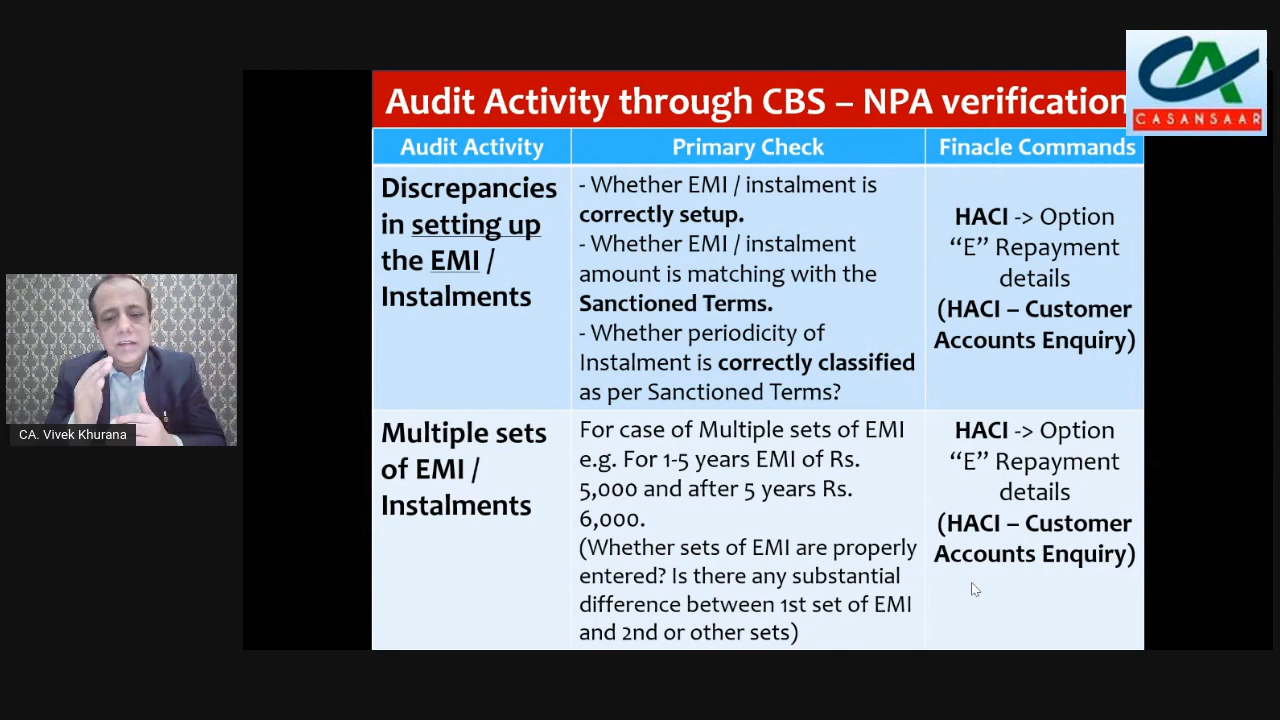 Audit Activity through CBS – NPA verification
CASANSAAR
Audit Activity
Primary Check
Finacle Commands
Discrepancies
in setting up
the EMI /
Instalments
- Whether EMI / instalment is
correctly setup.
- Whether EMI / instalment
amount is matching with the
Sanctioned Terms.
- Whether periodicity of
Instalment is correctly classified
as per Sanctioned Terms?
HACI -> Option
“E” Repayment
details
(HACI – Customer
Accounts Enquiry)
Multiple sets
of EMI /
Instalments
For case of Multiple sets of EMI
e.g. For 1-5 years EMI of Rs.
5,000 and after 5 years Rs.
6,000.
(Whether sets of EMI are properly
entered? Is there any substantial
difference between 1st set of EMI
and 2nd or other sets)
HACI -> Option
“E” Repayment
details
(HACI – Customer
Accounts Enquiry)
CA. Vivek Khurana